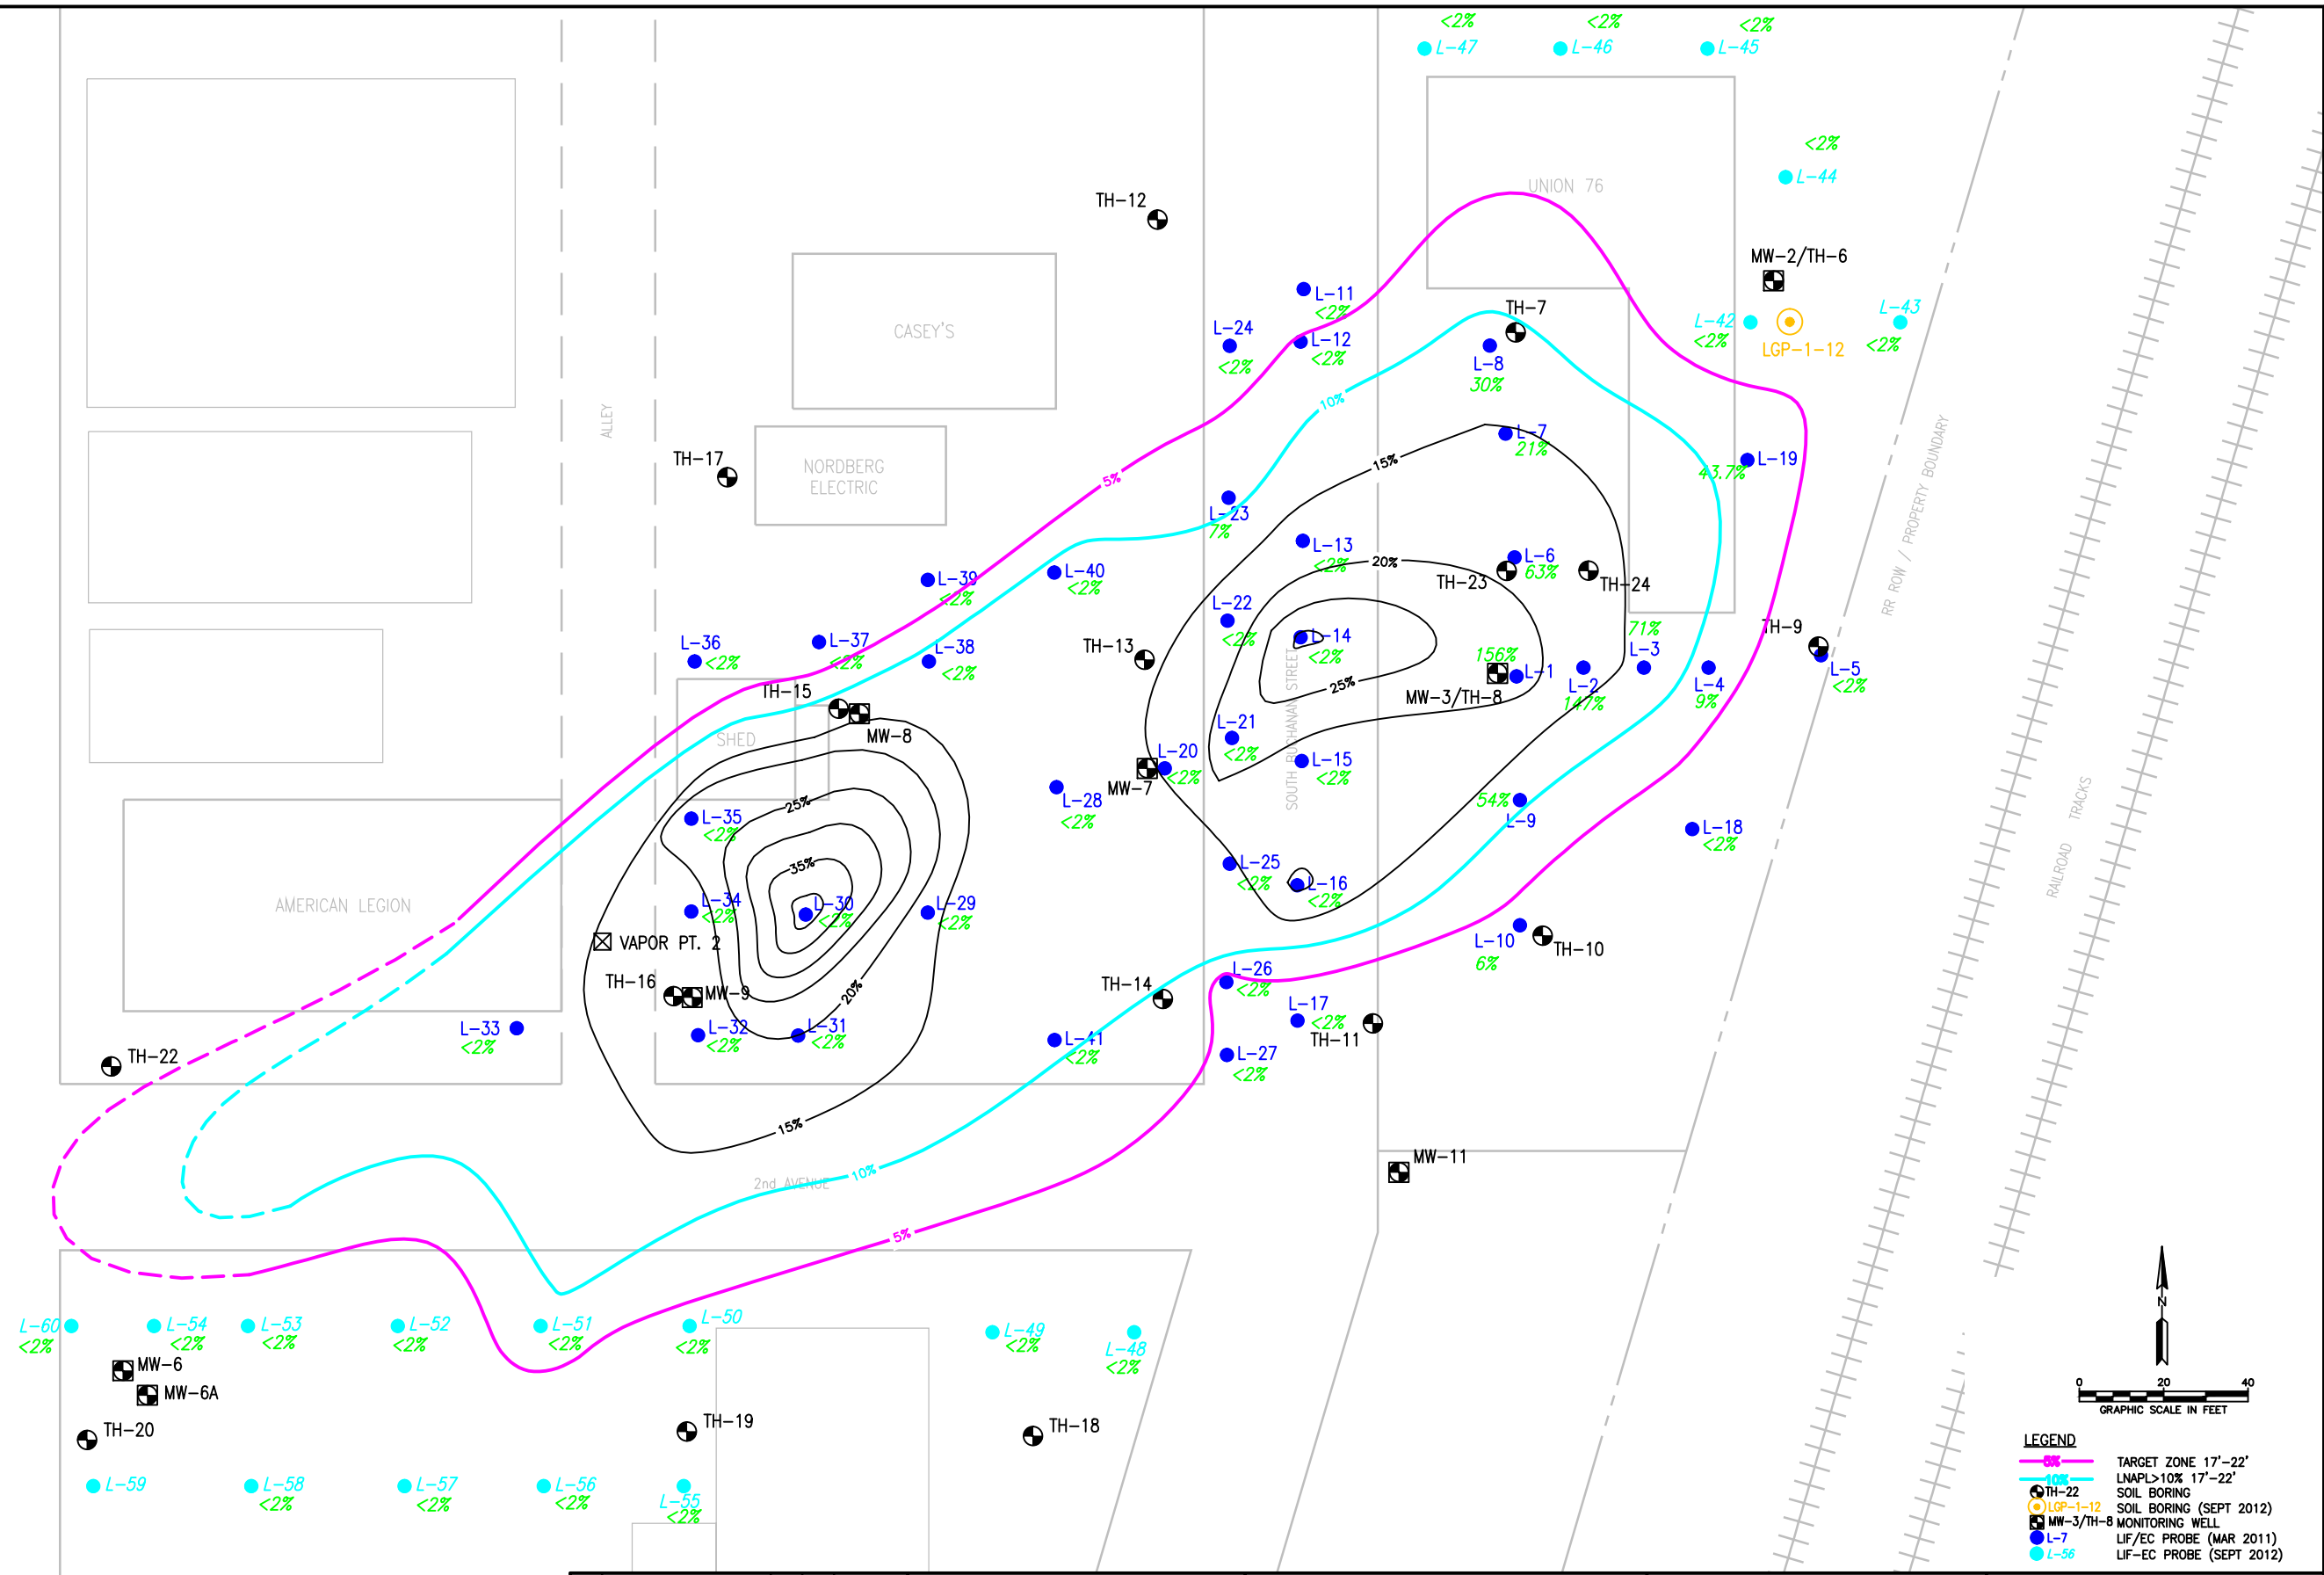 <2%
<2%
<2%
L-47
L-46
L-45
<2%
L-44
UNION 76
TH-12
MW-2/TH-6
L-11
<2%
TH-7
L-43
L-42
<2%
<2%
LGP-1-12
L-24
<2%
L-12
<2%
CASEY'S
L-8
30%
10%
ALLEY
L-7
21%
15%
TH-17
NORDBERG
ELECTRIC
5%
L-19
43.7%
L-23
7%
RR ROW / PROPERTY BOUNDARY
L-13
<2%
20%
L-6
63%
TH-23
TH-24
L-39
<2%
L-40
<2%
L-22
<2%
L-14
<2%
71%
TH-9
L-36
<2%
L-37
<2%
L-38
<2%
TH-13
156%
L-1
L-3
L-2
147%
L-4
9%
L-5
<2%
25%
MW-3/TH-8
TH-15
MW-8
SHED
L-21
<2%
SOUTH BUCHANAN STREET
L-20
<2%
MW-7
L-15
<2%
L-28
<2%
25%
L-35
<2%
54%
L-9
L-18
<2%
RAILROAD TRACKS
35%
L-25
<2%
L-16
<2%
AMERICAN LEGION
L-34
<2%
L-30
<2%
L-29
<2%
VAPOR PT. 2
L-10
6%
TH-10
TH-16
MW-9
20%
TH-14
L-26
<2%
L-33
<2%
L-32
<2%
L-31
<2%
L-41
<2%
L-17
<2%
TH-11
L-27
<2%
TH-22
15%
MW-11
10%
2nd AVENUE
5%
L-60
<2%
L-54
<2%
L-53
<2%
L-52
<2%
L-51
<2%
L-50
<2%
L-49
<2%
L-48
<2%
MW-6
MW-6A
TH-20
TH-19
TH-18
L-59
L-58
<2%
L-57
<2%
L-56
<2%
L-55
<2%
N
0 20 40
GRAPHIC SCALE IN FEET
LEGEND
5% TARGET ZONE 17'-22'
10% LNAPL>10% 17'-22'
TH-22 SOIL BORING
LGP-1-12 SOIL BORING (SEPT 2012)
MW-3/TH-8 MONITORING WELL
L-7 LIF/EC PROBE (MAR 2011)
L-56 LIF-EC PROBE (SEPT 2012)